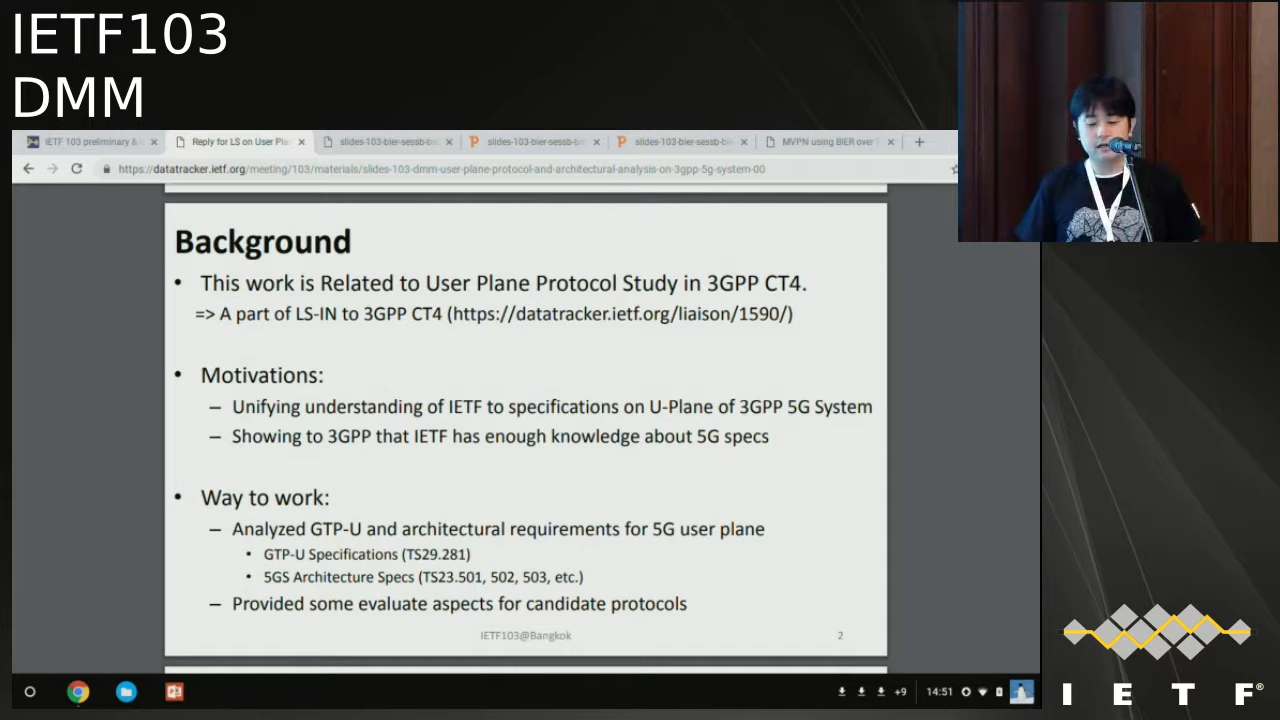 IETF103
DMM
IETF 103 preliminary &
Reply for LS on User Pla
slides-103-bier-sessb-bi
slides-103-bier-sessb-bi
slides-103-bier-sessb-bi
MVPN using BIER over I
https://datatracker.ietf.org/meeting/103/materials/slides-103-dmm-user-plane-protocol-and-architectural-analysis-on-3gpp-5g-system-00
Background
• This work is Related to User Plane Protocol Study in 3GPP CT4.
=> A part of LS-IN to 3GPP CT4 (https://datatracker.ietf.org/liaison/1590/)
• Motivations:
– Unifying understanding of IETF to specifications on U-Plane of 3GPP 5G System
– Showing to 3GPP that IETF has enough knowledge about 5G specs
• Way to work:
– Analyzed GTP-U and architectural requirements for 5G user plane
• GTP-U Specifications (TS29.281)
• 5GS Architecture Specs (TS23.501, 502, 503, etc.)
– Provided some evaluate aspects for candidate protocols
IETF103@Bangkok 2
+9 14:51
I E T F®